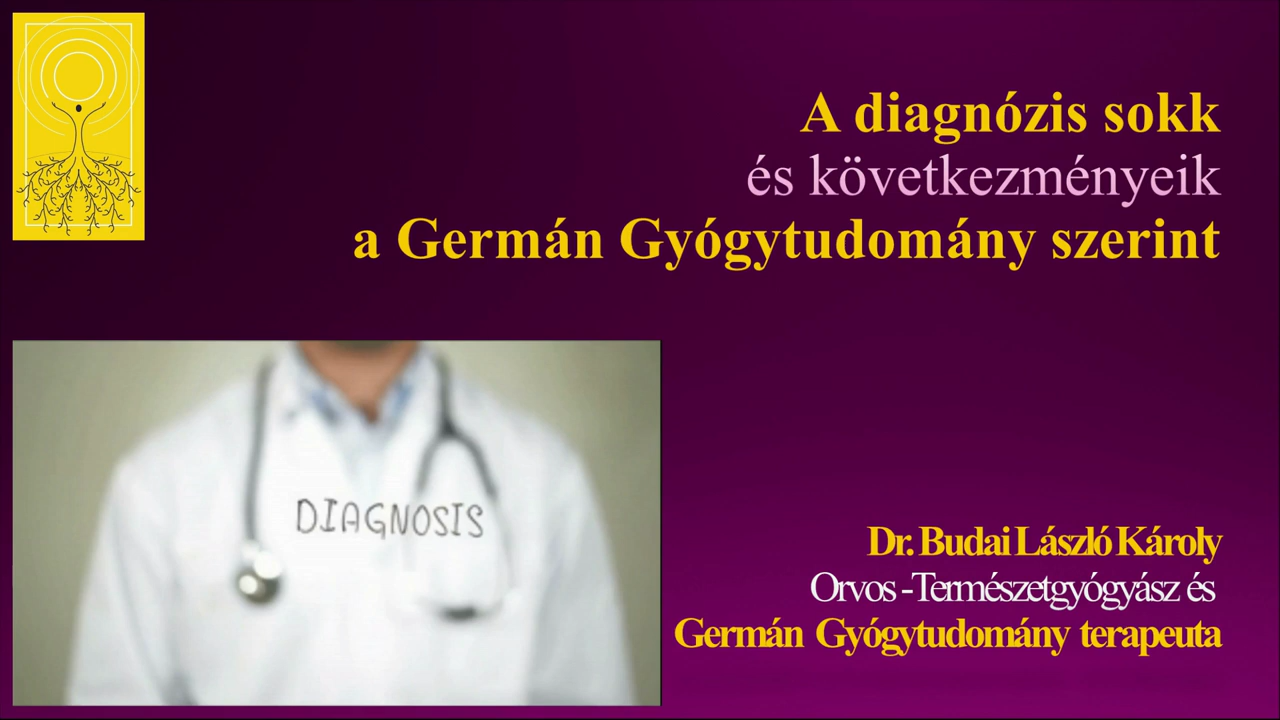 A diagnózis sokk
és következményeik
a Germán Gyógytudomány szerint
DIAGNOSIS
Dr. Budai László Károly
Orvos -Természetgyógyász és
Germán Gyógytudomány terapeuta